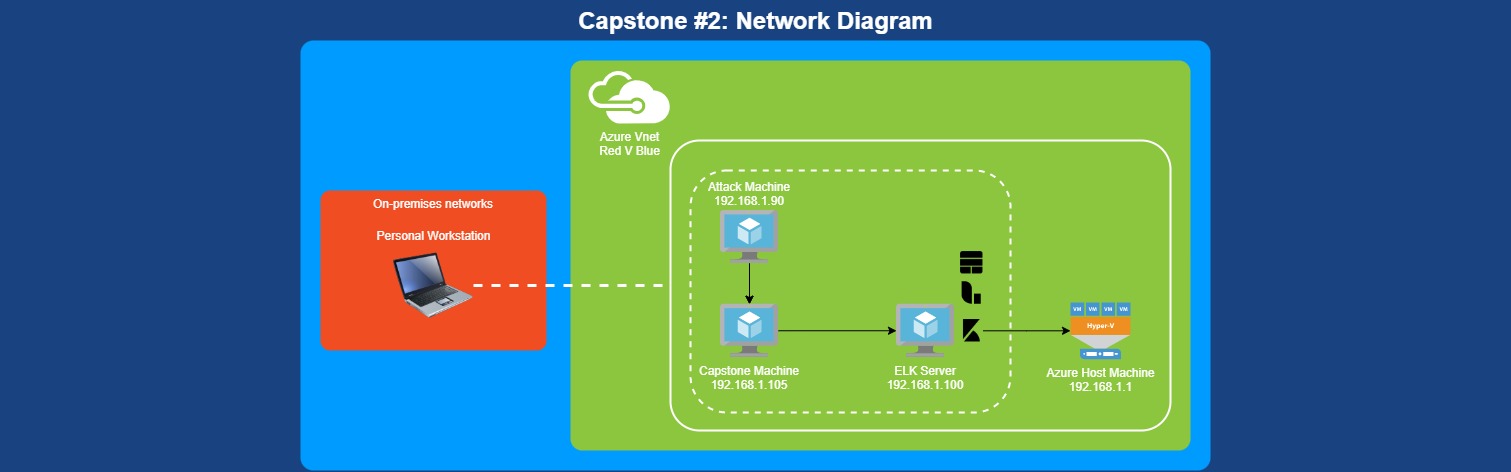 Capstone #2: Network Diagram
Azure Vnet
Red V Blue
On-premises networks
Personal Workstation
Attack Machine
192.168.1.90
Capstone Machine
192.168.1.105
ELK Server
192.168.1.100
VM VM VM VM
Hyper-V
Azure Host Machine
192.168.1.1